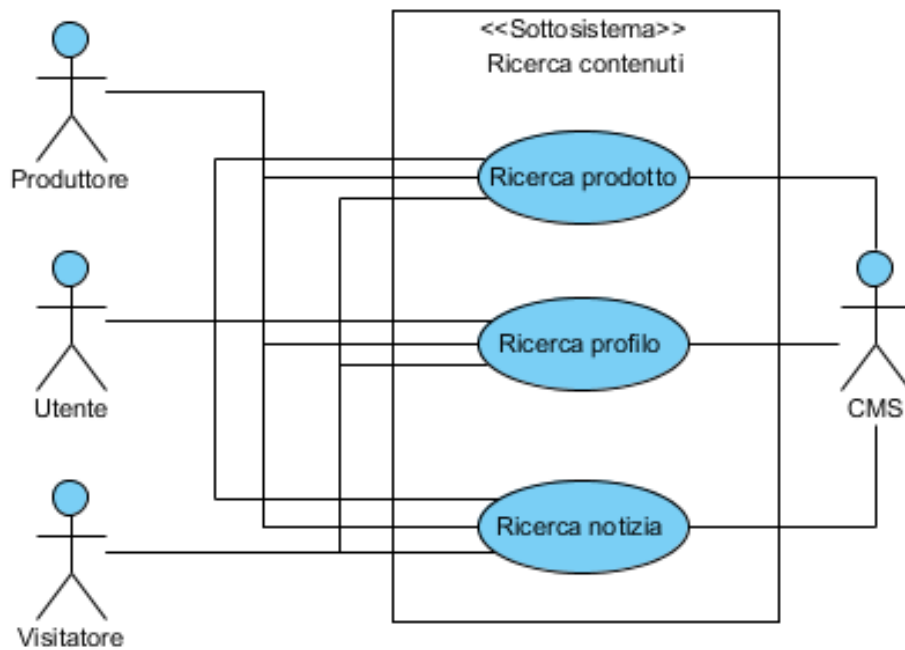 <<Sottosistema>>
Ricerca contenuti
Produttore
Ricerca prodotto
Utente
Ricerca profilo
CMS
Visitatore
Ricerca notizia